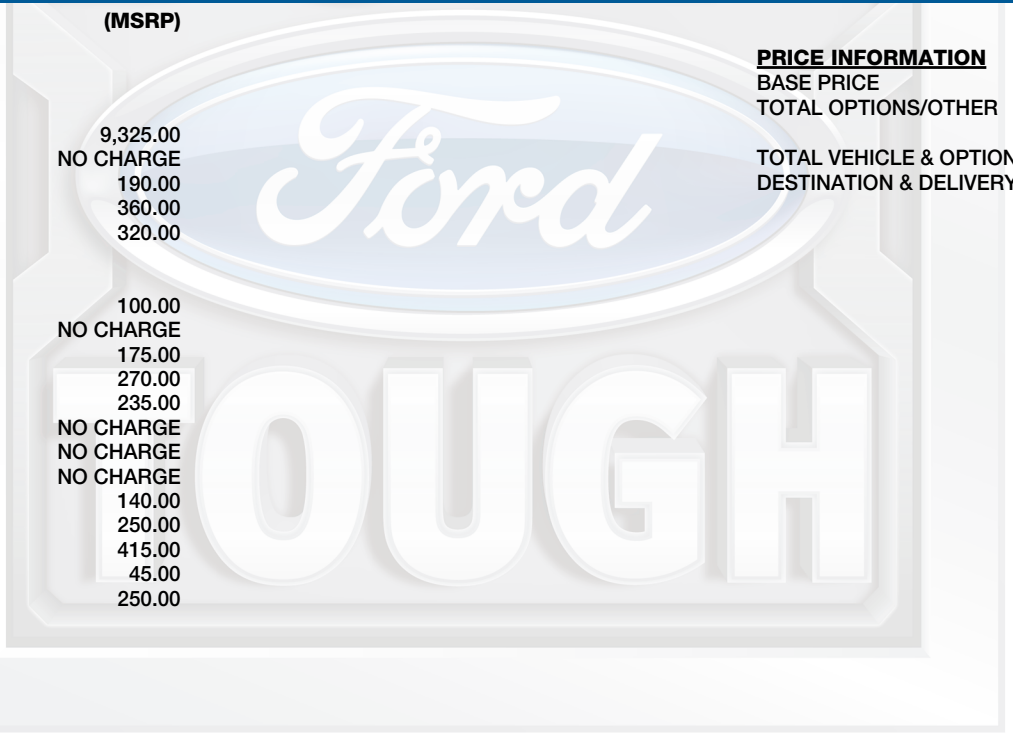 (MSRP)
9,325.00
NO CHARGE
190.00
360.00
320.00
100.00
NO CHARGE
175.00
270.00
235.00
NO CHARGE
NO CHARGE
NO CHARGE
140.00
250.00
415.00
45.00
250.00
PRICE INFORMATION
BASE PRICE
TOTAL OPTIONS/OTHER
TOTAL VEHICLE & OPTION
DESTINATION & DELIVERY
Ford
TOUGH